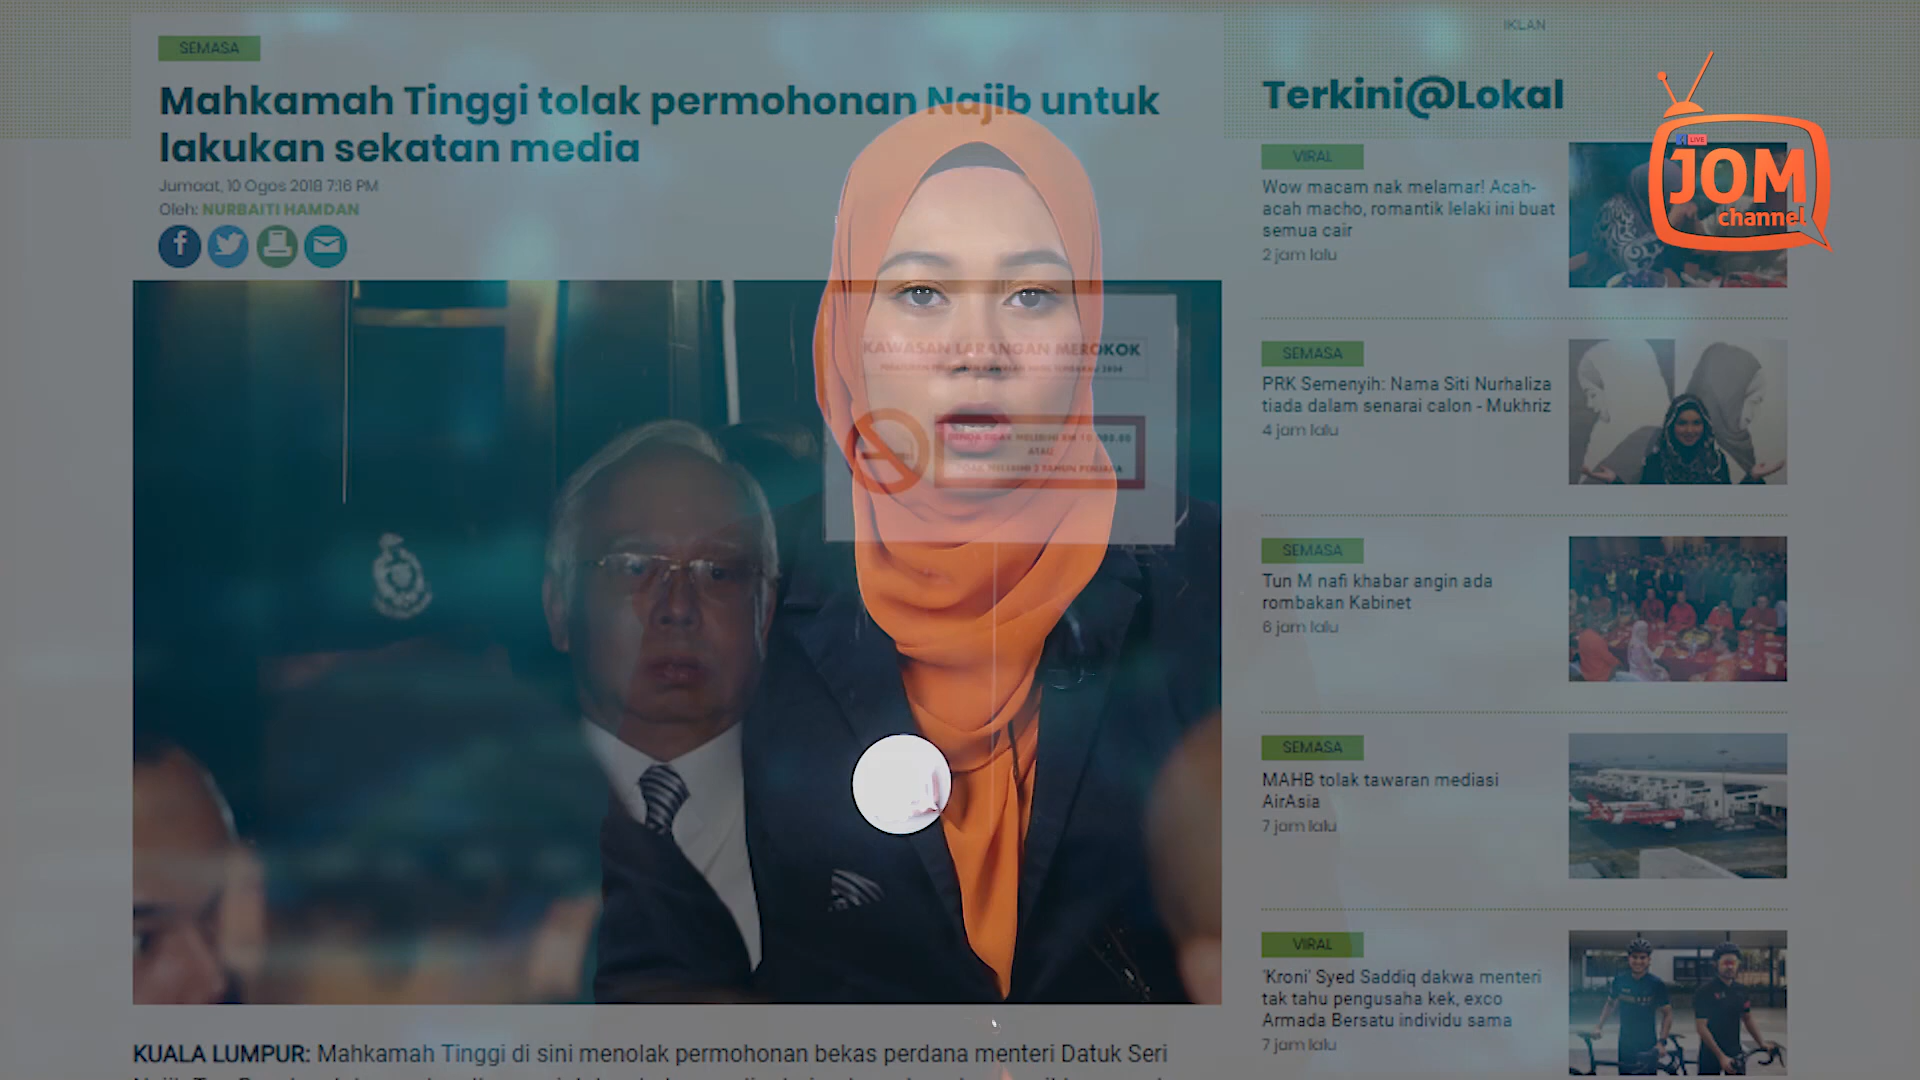 IKLAN
SEMASA
Mahkamah Tinggi tolak permohonan Najib untuk
lakukan sekatan media
Jumaat, 10 Ogos 2018 7:16 PM
Oleh: NURBAITI HAMDAN
KAWASAN LARANGAN MEROKOK
ATAU
KUALA LUMPUR: Mahkamah Tinggi di sini menolak permohonan bekas perdana menteri Datuk Seri
Terkini@Lokal
VIRAL
Wow macam nak melamar! Acah-
acah macho, romantik lelaki ini buat
semua cair
2 jam lalu
SEMASA
PRK Semenyih: Nama Siti Nurhaliza
tiada dalam senarai calon - Mukhriz
4 jam lalu
SEMASA
Tun M nafi khabar angin ada
rombakan Kabinet
6 jam lalu
SEMASA
MAHB tolak tawaran mediasi
AirAsia
7 jam lalu
VIRAL
'Kroni' Syed Saddiq dakwa menteri
tak tahu pengusaha kek, exco
Armada Bersatu individu sama
7 jam lalu
LIVE
JOM
channel